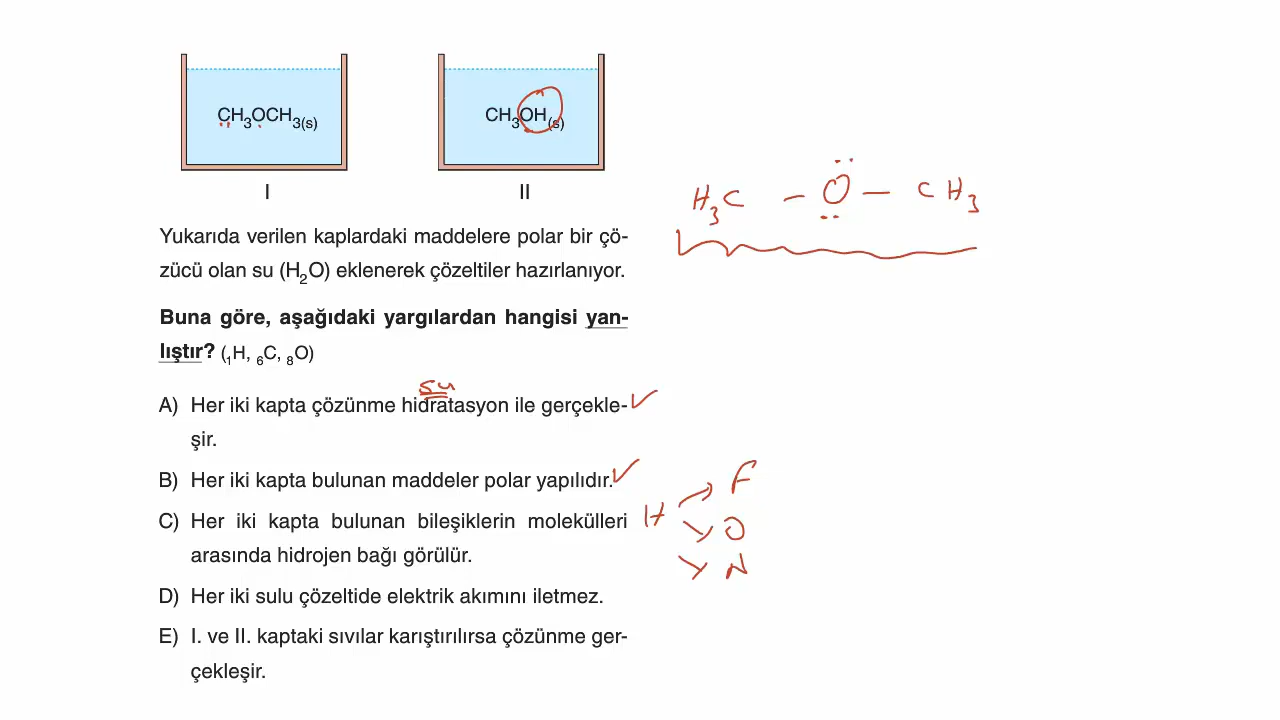 CH3OCH3(s)
CH3OH(s)
I
II
H3C – O – CH3
Yukarıda verilen kaplardaki maddelere polar bir çö-
zücü olan su (H2O) eklenerek çözeltiler hazırlanıyor.
Buna göre, aşağıdaki yargılardan hangisi yan-
lıştır? (1H, 6C, 8O)
su
A) Her iki kapta çözünme hidratasyon ile gerçekle-
şir.
B) Her iki kapta bulunan maddeler polar yapılıdır.
C) Her iki kapta bulunan bileşiklerin molekülleri
arasında hidrojen bağı görülür.
H F
O
N
D) Her iki sulu çözeltide elektrik akımını iletmez.
E) I. ve II. kaptaki sıvılar karıştırılırsa çözünme ger-
çekleşir.